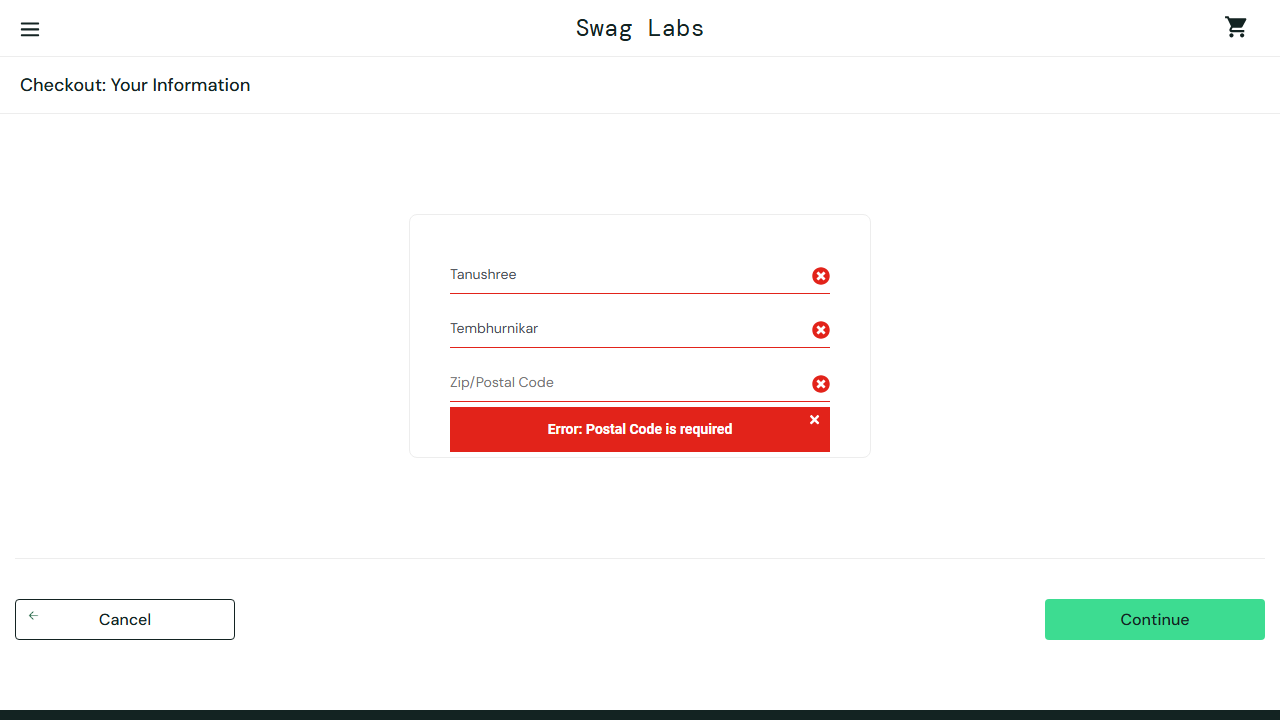 Swag Labs
Checkout: Your Information
Tanushree
Tembhurnikar
Zip/Postal Code
Error: Postal Code is required
Cancel
Continue